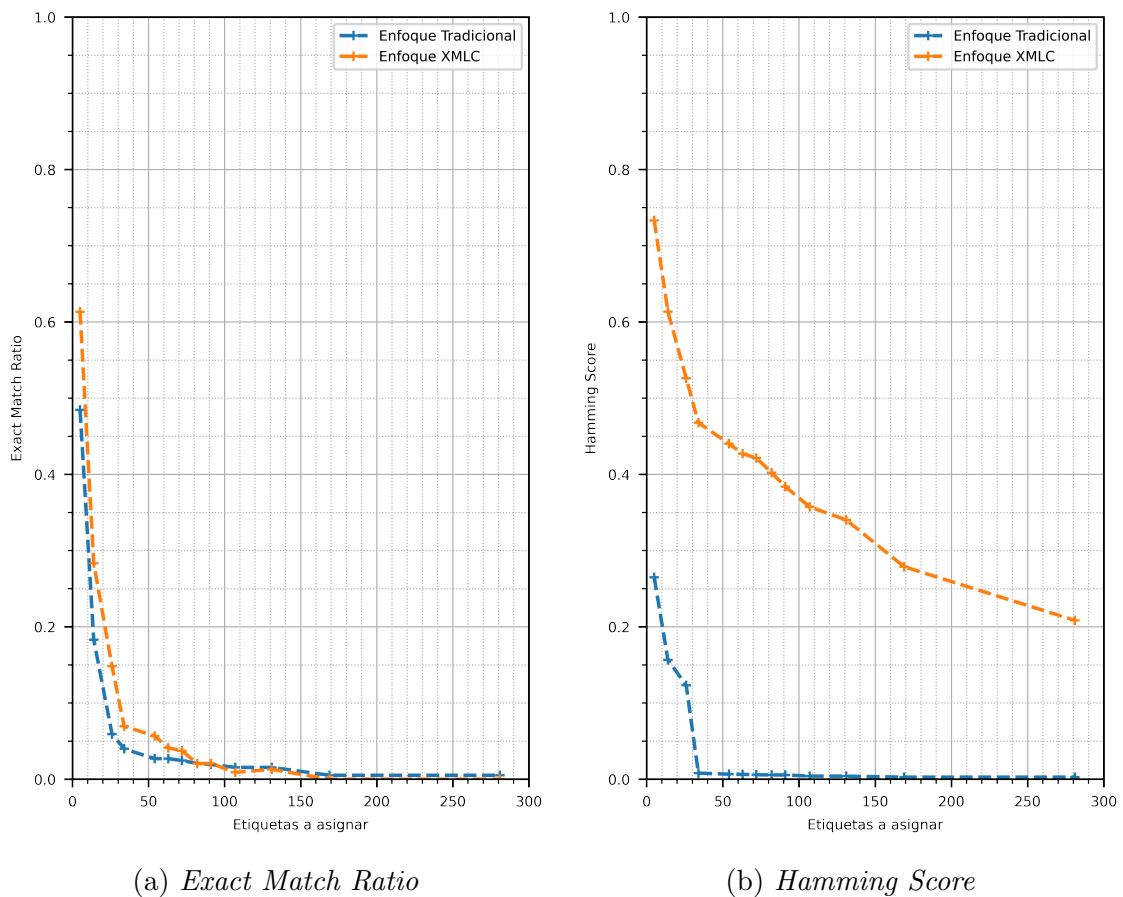 1.0
0.8
0.6
0.4
0.2
0.0
Exact Match Ratio
Enfoque Tradicional
Enfoque XMLC
0 50 100 150 200 250 300
Etiquetas a asignar
(a) Exact Match Ratio
1.0
0.8
0.6
0.4
0.2
0.0
Hamming Score
Enfoque Tradicional
Enfoque XMLC
0 50 100 150 200 250 300
Etiquetas a asignar
(b) Hamming Score